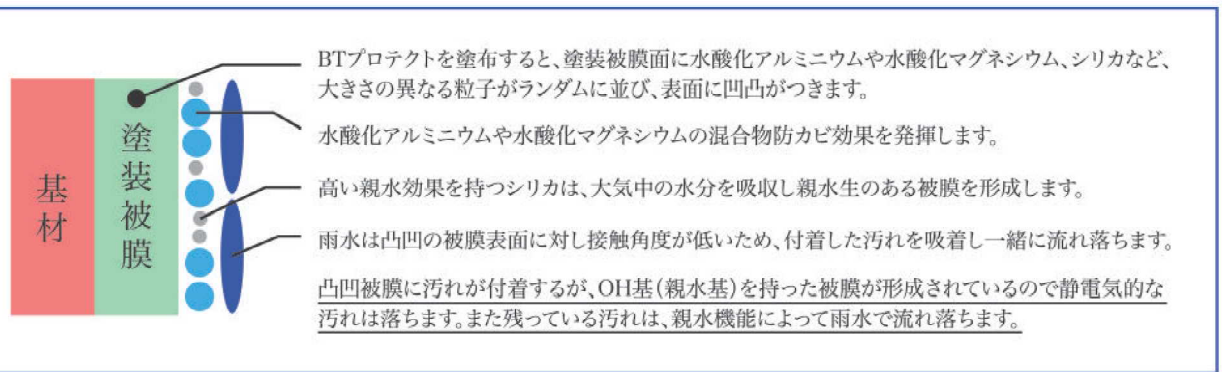 基材
塗装被膜
BTプロテクトを塗布すると、塗装被膜面に水酸化アルミニウムや水酸化マグネシウム、シリカなど、
大きさの異なる粒子がランダムに並び、表面に凹凸がつきます。
水酸化アルミニウムや水酸化マグネシウムの混合物防カビ効果を発揮します。
高い親水効果を持つシリカは、大気中の水分を吸収し親水生のある被膜を形成します。
雨水は凸凹の被膜表面に対し接触角度が低いため、付着した汚れを吸着し一緒に流れ落ちます。
凸凹被膜に汚れが付着するが、OH基(親水基)を持った被膜が形成されているので静電気的な
汚れは落ちます。また残っている汚れは、親水機能によって雨水で流れ落ちます。